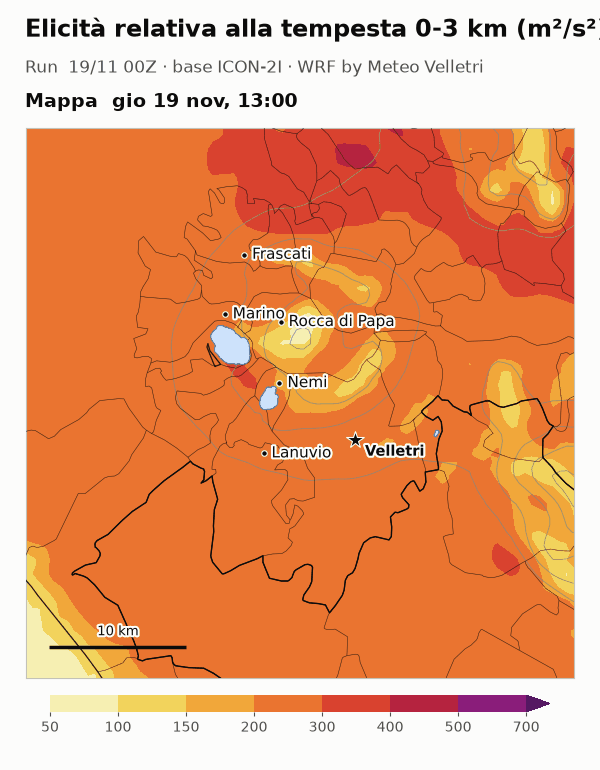 Elicità relativa alla tempesta 0-3 km (m²/s²)
Run  19/11 00Z · base ICON-2I · WRF by Meteo Velletri
Mappa  gio 19 nov, 13:00
Frascati
Marino
Rocca di Papa
Nemi
Velletri
Lanuvio
10 km
50 100 150 200 300 400 500 700